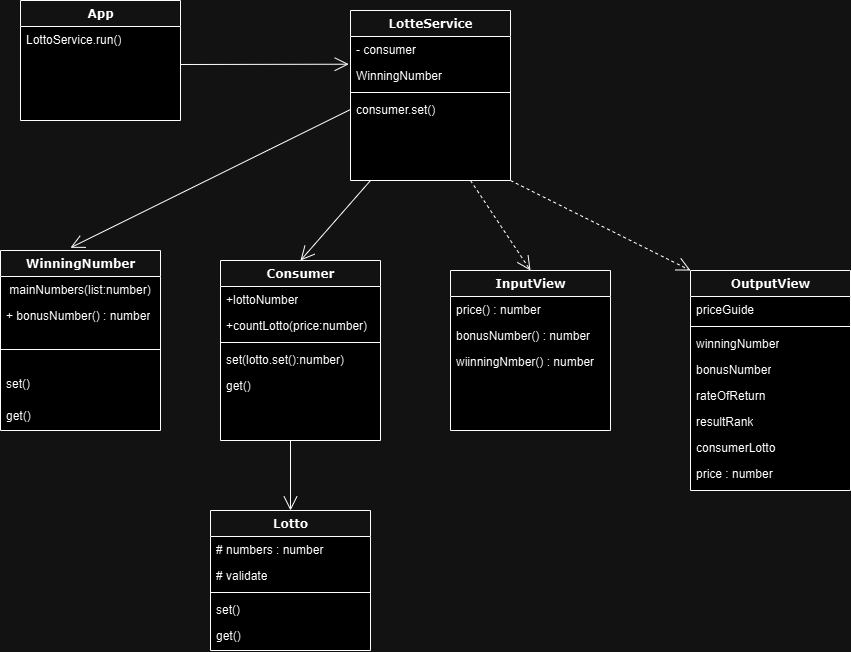 App
LottoService.run()
LotteService
- consumer
WinningNumber
consumer.set()
WinningNumber
mainNumbers(list:number)
+ bonusNumber() : number
set()
get()
Consumer
+lottoNumber
+countLotto(price:number)
set(lotto.set():number)
get()
InputView
price() : number
bonusNumber() : number
wiinningNmber() : number
OutputView
priceGuide
winningNumber
bonusNumber
rateOfReturn
resultRank
consumerLotto
price : number
Lotto
# numbers : number
# validate
set()
get()